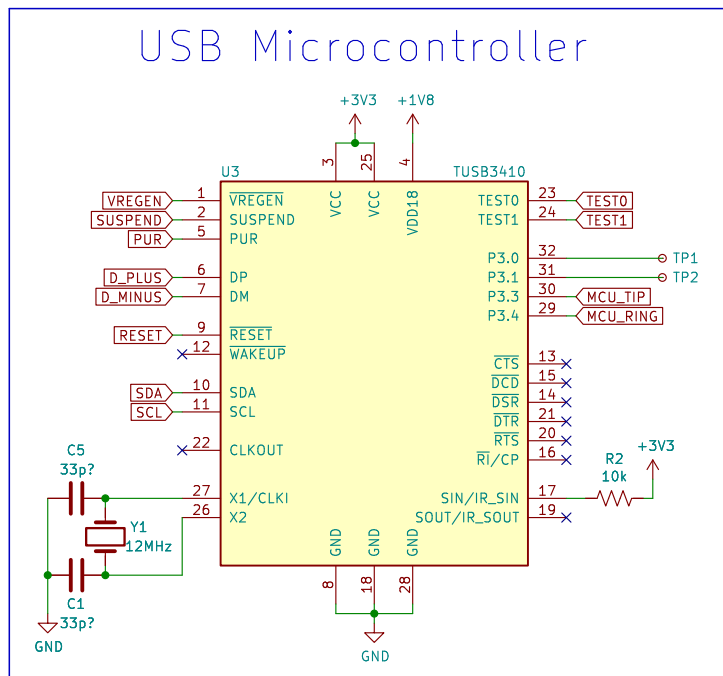 USB Microcontroller
+3V3
+1V8
3
25
4
U3
TUSB3410
VCC
VCC
VDD18
VREGEN
1
VREGEN
SUSPEND
2
SUSPEND
PUR
5
PUR
D_PLUS
6
DP
D_MINUS
7
DM
RESET
9
RESET
12
WAKEUP
SDA
10
SDA
SCL
11
SCL
22
CLKOUT
27
X1/CLKI
26
X2
TEST0
23
TEST0
TEST1
24
TEST1
P3.0
32
TP1
P3.1
31
TP2
P3.3
30
MCU_TIP
P3.4
29
MCU_RING
CTS
13
DCD
15
DSR
14
DTR
21
RTS
20
RI/CP
16
SIN/IR_SIN
17
SOUT/IR_SOUT
19
R2
10k
+3V3
C5
33p?
Y1
12MHz
C1
33p?
GND
GND
GND
GND
8
18
28
GND